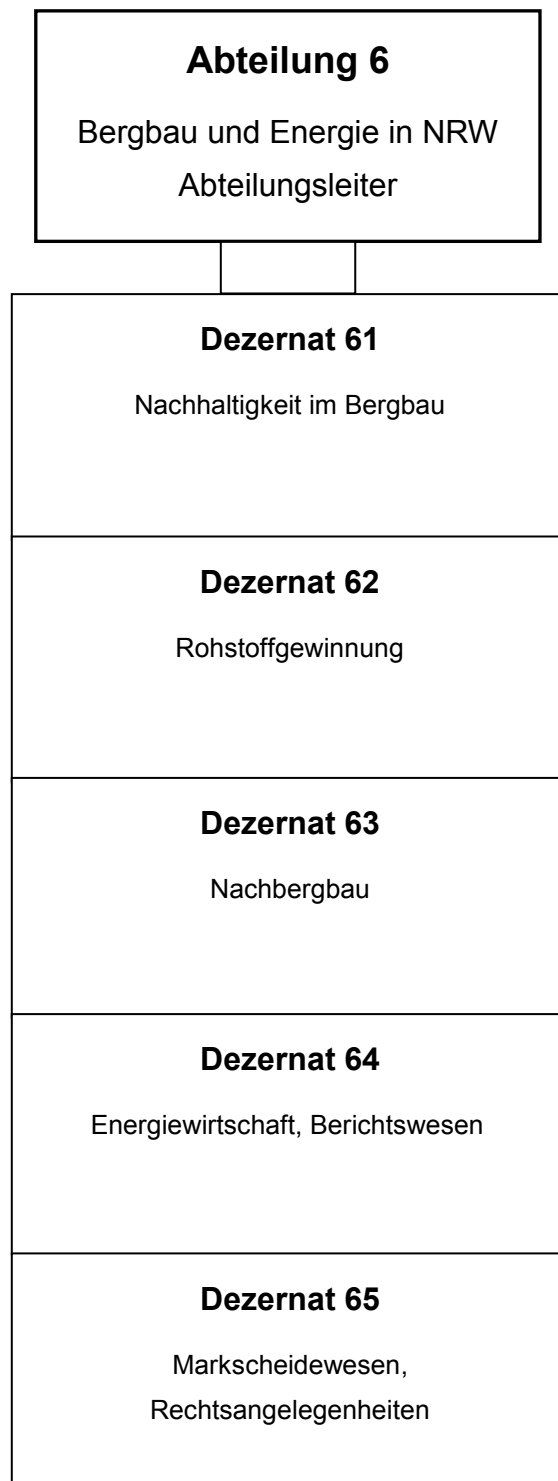 Abteilung 6
Bergbau und Energie in NRW
Abteilungsleiter
Dezernat 61
Nachhaltigkeit im Bergbau
Dezernat 62
Rohstoffgewinnung
Dezernat 63
Nachbergbau
Dezernat 64
Energiewirtschaft, Berichtswesen
Dezernat 65
Markscheidewesen,
Rechtsangelegenheiten